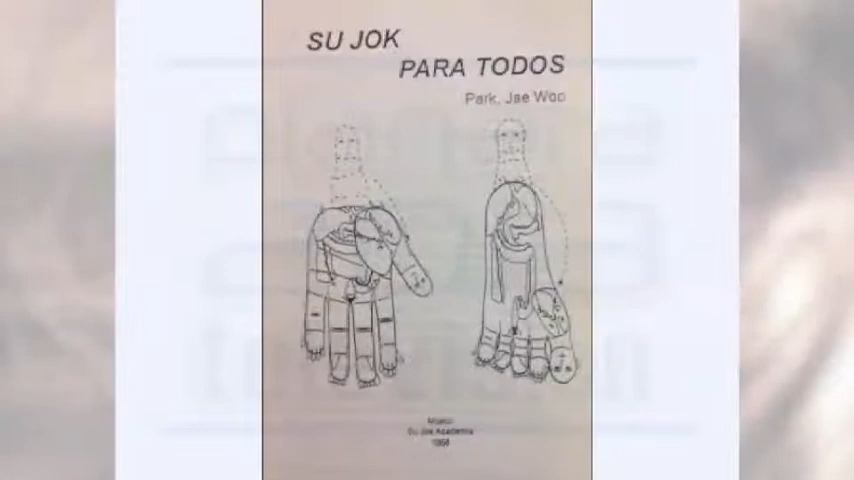 SU JOK
PARA TODOS
Park, Jae Woo
Su Jok Academia